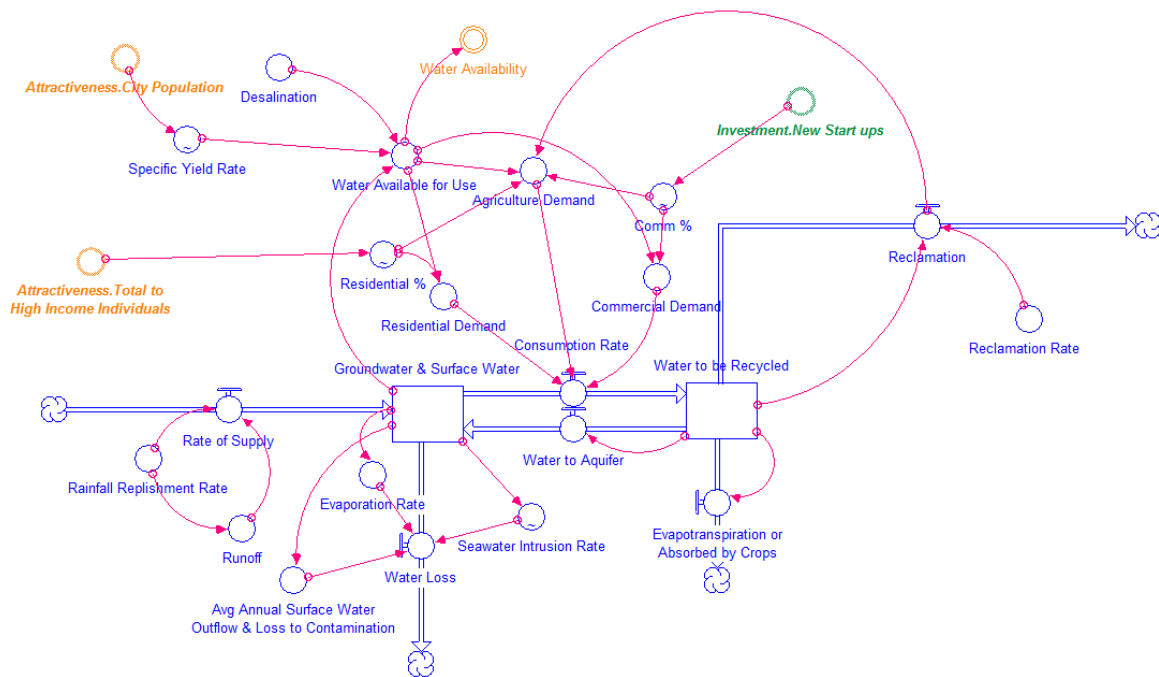 Water Availability
Attractiveness.City Population
Desalination
Investment.New Start ups
Specific Yield Rate
Water Available for Use
Agriculture Demand
Comm %
Reclamation
Residential %
Attractiveness.Total to
High Income Individuals
Commercial Demand
Residential Demand
Consumption Rate
Reclamation Rate
Groundwater & Surface Water
Water to be Recycled
Rate of Supply
Water to Aquifer
Rainfall Replishment Rate
Evaporation Rate
Seawater Intrusion Rate
Evapotranspiration or
Absorbed by Crops
Runoff
Water Loss
Avg Annual Surface Water
Outflow & Loss to Contamination